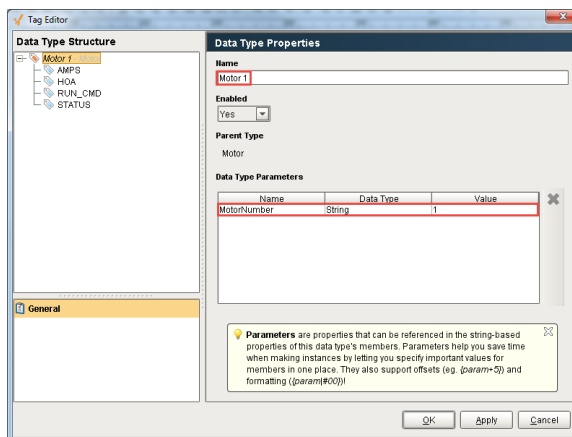 Tag Editor
Data Type Structure
Motor 1
AMPS
HOA
RUN_CMD
STATUS
General
Data Type Properties
Name
Motor 1
Enabled
Yes
Parent Type
Motor
Data Type Parameters
Name Data Type Value
MotorNumber String 1
Parameters are properties that can be referenced in the string-based
properties of this data type's members. Parameters help you save time
when making instances by letting you specify important values for
members in one place. They also support offsets (eg. {param+5}) and
formatting ({param|#00})!
OK Apply Cancel